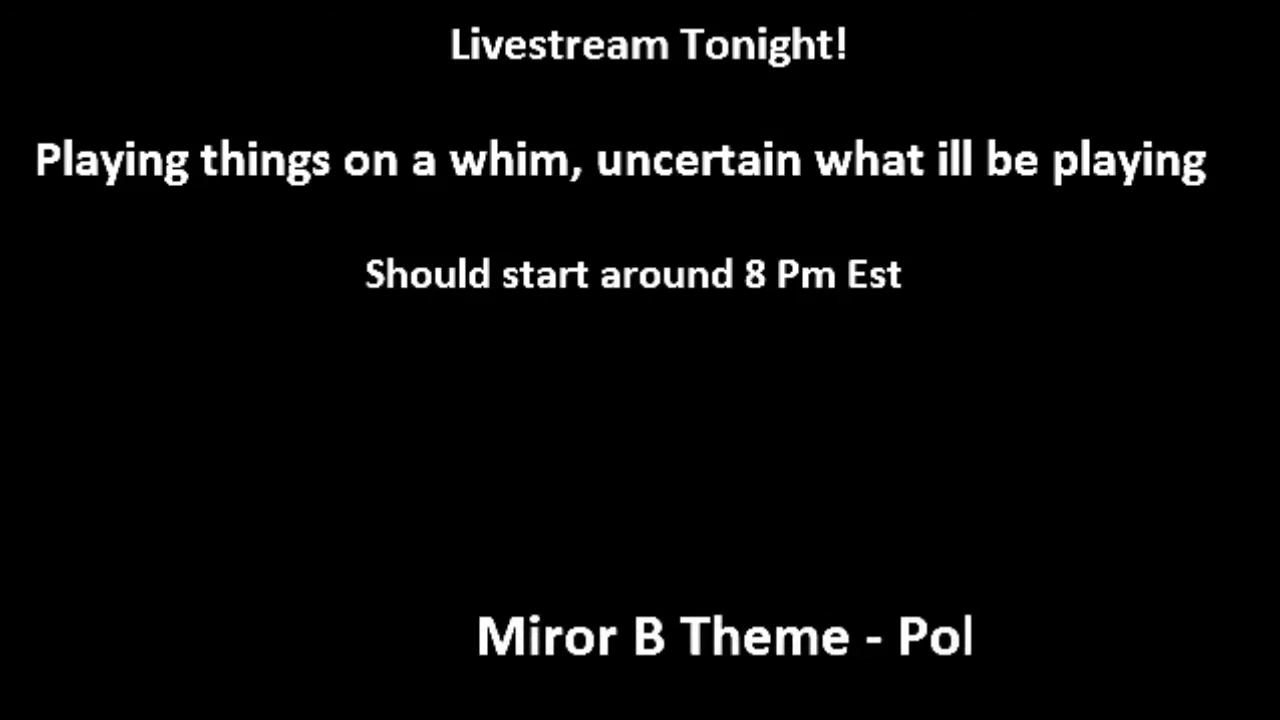 Livestream Tonight!
Playing things on a whim, uncertain what ill be playing
Should start around 8 Pm Est
Miror B Theme - Pol